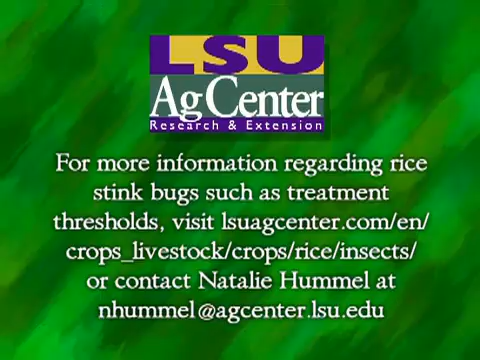 LSU
AgCenter
Research & Extension
For more information regarding rice
stink bugs such as treatment
thresholds, visit lsuagcenter.com/en/
crops_livestock/crops/rice/insects/
or contact Natalie Hummel at
nhummel@agcenter.lsu.edu